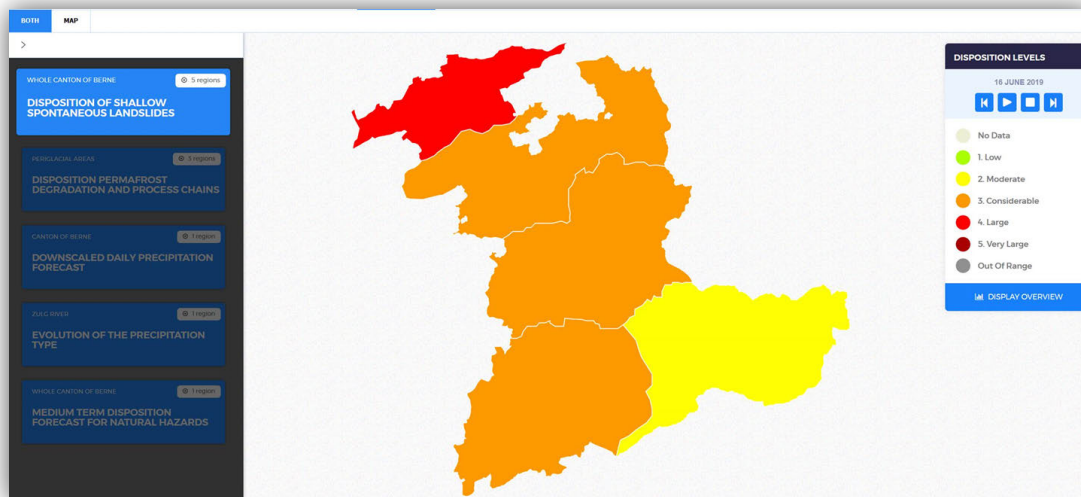 BOTH MAP
WHOLE CANTON OF BERNE
5 regions
DISPOSITION OF SHALLOW
SPONTANEOUS LANDSLIDES
PERIGLACIAL AREAS
3 regions
DISPOSITION PERMAFROST
DEGRADATION AND PROCESS CHAINS
CANTON OF BERNE
1 region
DOWNSCALED DAILY PRECIPITATION
FORECAST
ZULG RIVER
1 region
EVOLUTION OF THE PRECIPITATION
TYPE
WHOLE CANTON OF BERNE
1 region
MEDIUM TERM DISPOSITION
FORECAST FOR NATURAL HAZARDS
DISPOSITION LEVELS
16 JUNE 2019
No Data
1. Low
2. Moderate
3. Considerable
4. Large
5. Very Large
Out Of Range
DISPLAY OVERVIEW